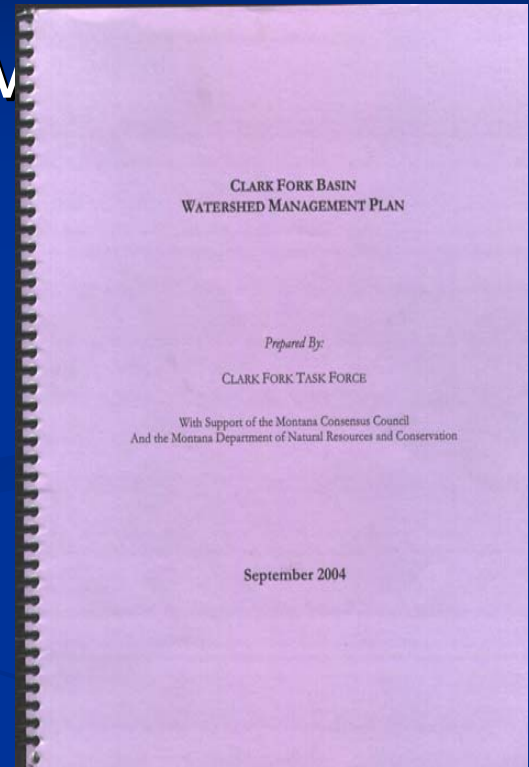 CLARK FORK BASIN
WATERSHED MANAGEMENT PLAN
Prepared By:
CLARK FORK TASK FORCE
With Support of the Montana Consensus Council
And the Montana Department of Natural Resources and Conservation
September 2004